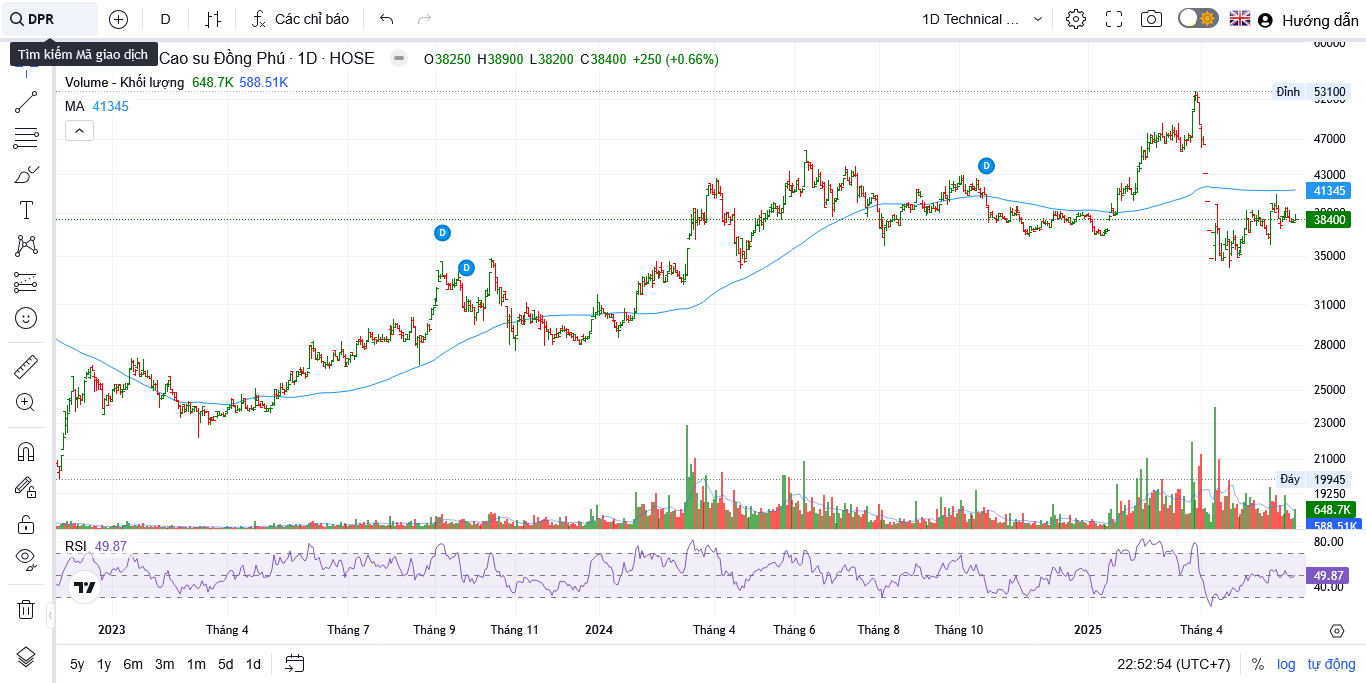 DPR D Các chỉ báo 1D Technical ... Hướng dẫn
Tìm kiếm Mã giao dịch
Cao su Đồng Phú · 1D · HOSE O38250 H38900 L38200 C38400 +250 (+0.66%)
Volume - Khối lượng 648.7K 588.51K
MA 41345
60000
Đỉnh 53100
52000
47000
43000
41345
38400
35000
31000
28000
25000
23000
21000
Đáy 19945
19250
648.7K
588.51K
D
D
D
RSI 49.87
80.00
49.87
40.00
2023 Tháng 4 Tháng 7 Tháng 9 Tháng 11 2024 Tháng 4 Tháng 6 Tháng 8 Tháng 10 2025 Tháng 4
5y 1y 6m 3m 1m 5d 1d 22:52:54 (UTC+7) % log tự động